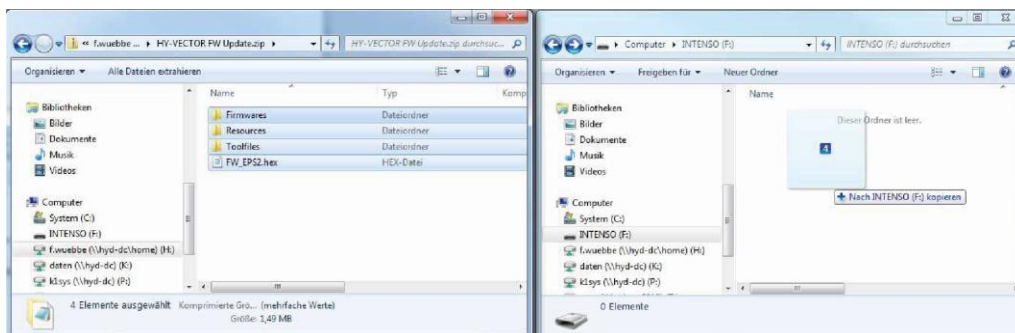 « f.wuebbe ... ▸ HY-VECTOR FW Update.zip ▸
HY-VECTOR FW Update.zip durchsuc...
Organisieren
Alle Dateien extrahieren
Name
Typ
Komp
Bibliotheken
Bilder
Dokumente
Musik
Videos
Computer
System (C:)
INTENSO (F:)
f.wuebbe (\\hyd-dc\home) (H:)
daten (\\hyd-dc) (K:)
k1sys (\\hyd-dc) (P:)
Firmwares
Dateiordner
Resources
Dateiordner
Toolfiles
Dateiordner
FW_EPS2.hex
HEX-Datei
4 Elemente ausgewählt Komprimierte Gro... (mehrfache Werte)
Größe: 1,49 MB
▸ Computer ▸ INTENSO (F:)
INTENSO (F:) durchsuchen
Organisieren
Freigeben für
Neuer Ordner
Name
Bibliotheken
Bilder
Dokumente
Musik
Videos
Computer
System (C:)
INTENSO (F:)
f.wuebbe (\\hyd-dc\home) (H:)
daten (\\hyd-dc) (K:)
k1sys (\\hyd-dc) (P:)
Dieser Ordner ist leer.
4
Nach INTENSO (F:) kopieren
0 Elemente